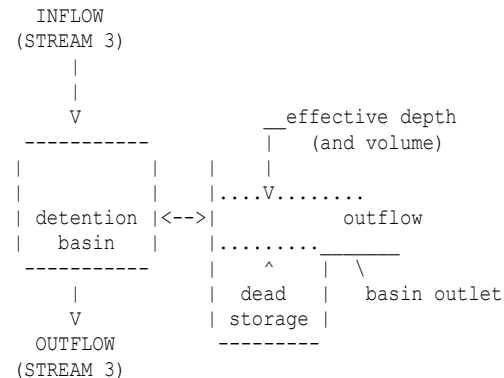 INFLOW
(STREAM 3)
effective depth
(and volume)
detention
basin
outflow
dead
storage
basin outlet
OUTFLOW
(STREAM 3)